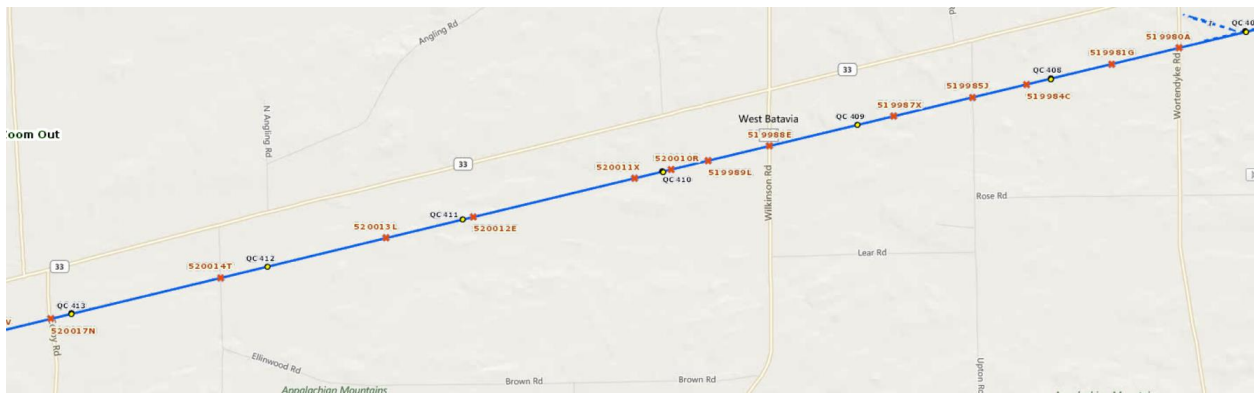 Angling Rd
519980A
QC 40
519981G
33
QC 408
519985J
519984C
N Angling Rd
519987X
West Batavia
QC 409
519988E
Wortendyke Rd
Zoom Out
33
520010R
520011X
519989L
QC 410
Wilkinson Rd
Rose Rd
QC 411
520013L
520012E
Lear Rd
QC 412
33
520014T
QC 413
V
520017N
Ellinwood Rd
Brown Rd
Brown Rd
Upton Rd
Appalachian Mountains